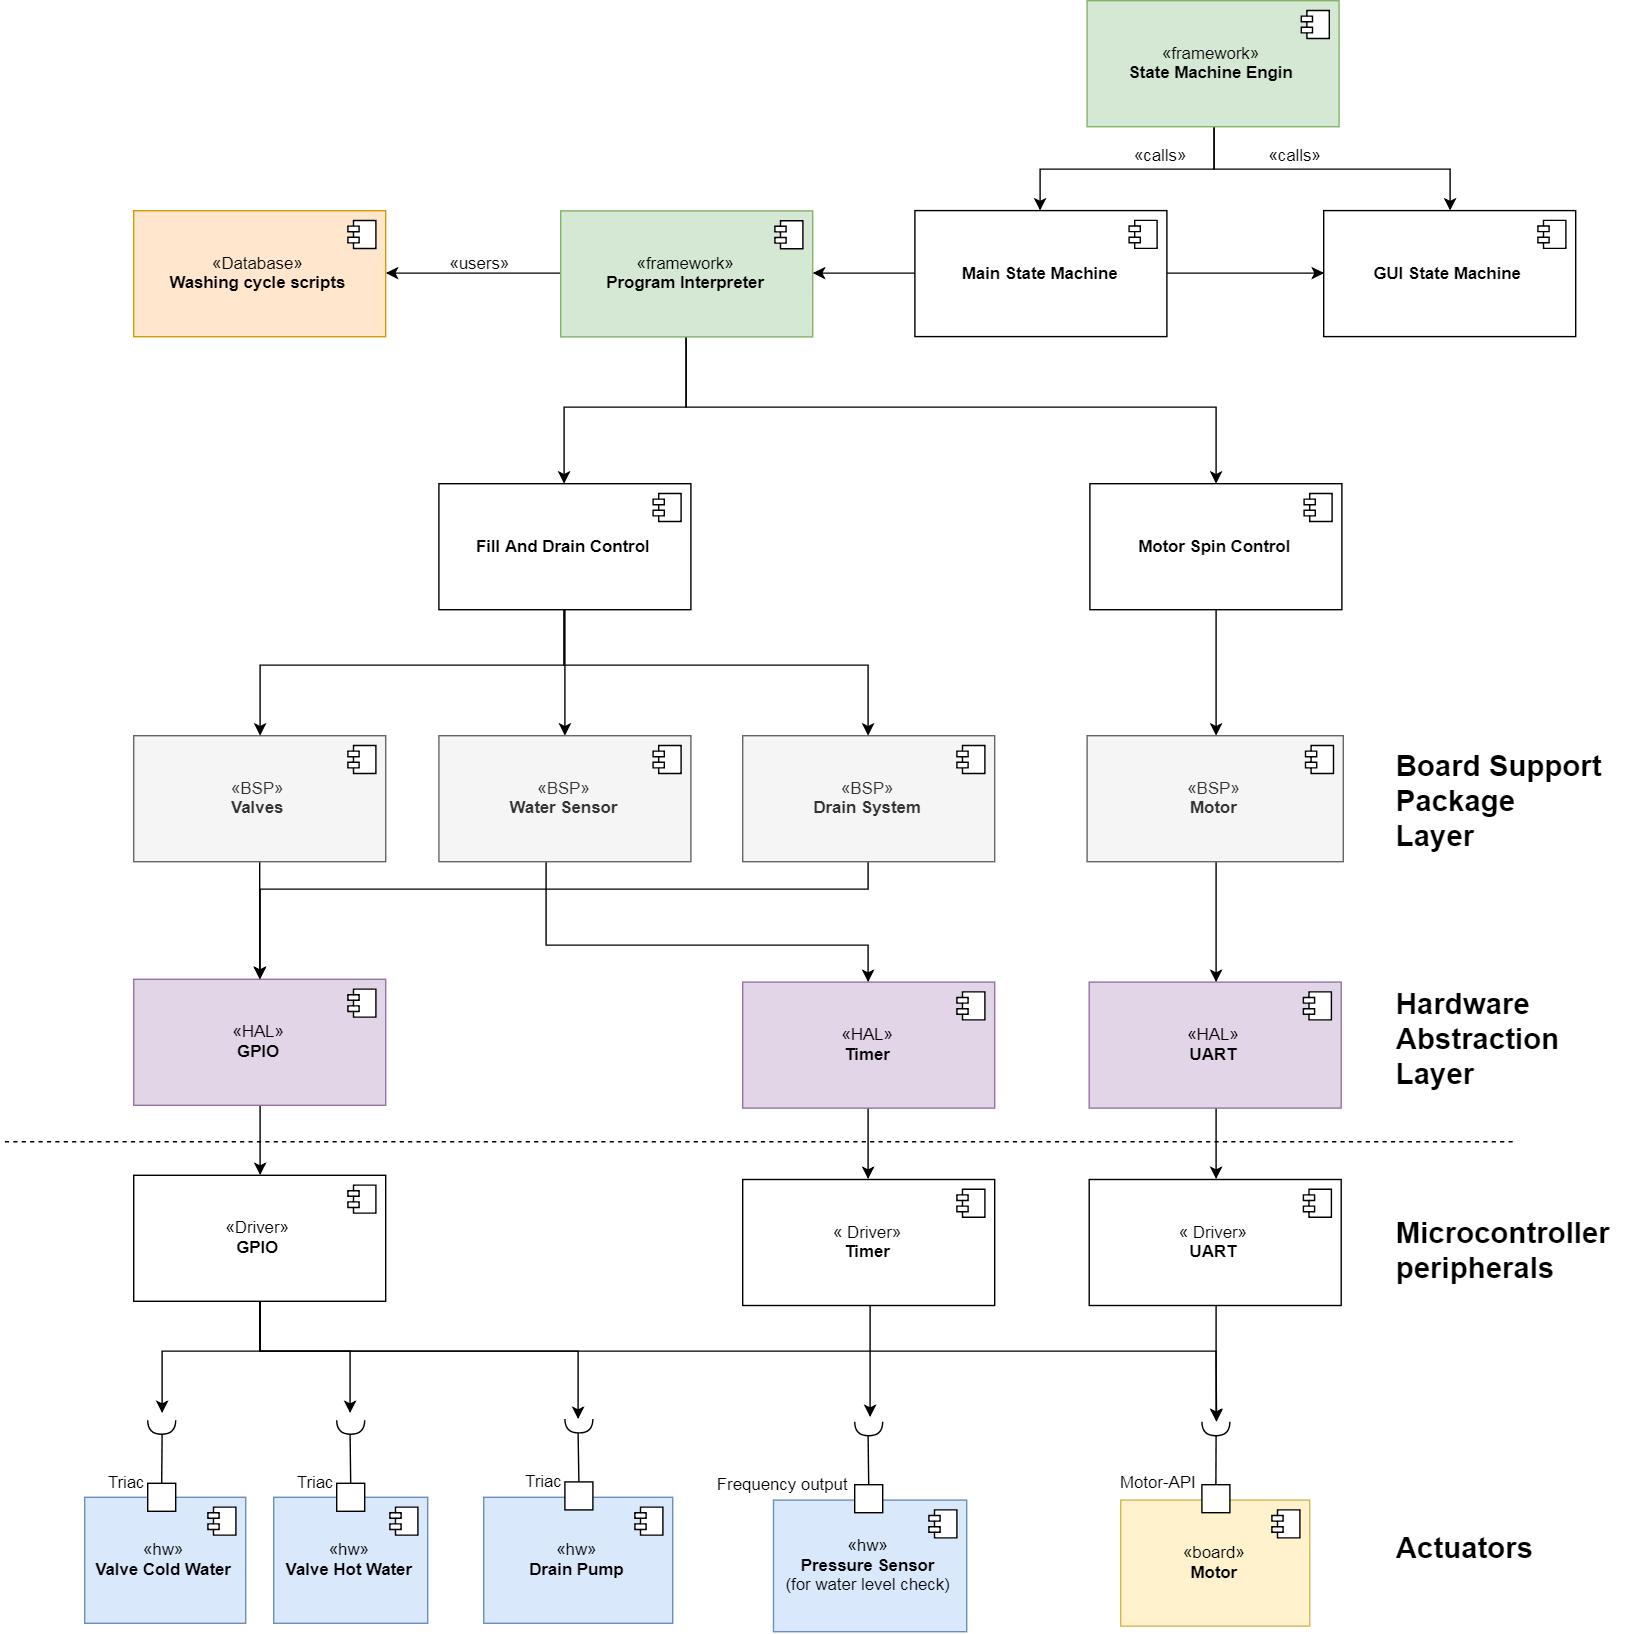 «framework»
State Machine Engin
«calls»
«calls»
«Database»
Washing cycle scripts
«users»
«framework»
Program Interpreter
Main State Machine
GUI State Machine
Fill And Drain Control
Motor Spin Control
«BSP»
Valves
«BSP»
Water Sensor
«BSP»
Drain System
«BSP»
Motor
Board Support
Package
Layer
«HAL»
GPIO
«HAL»
Timer
«HAL»
UART
Hardware
Abstraction
Layer
«Driver»
GPIO
« Driver»
Timer
« Driver»
UART
Microcontroller
peripherals
Triac
Triac
Triac
Frequency output
Motor-API
«hw»
Valve Cold Water
«hw»
Valve Hot Water
«hw»
Drain Pump
«hw»
Pressure Sensor
(for water level check)
«board»
Motor
Actuators